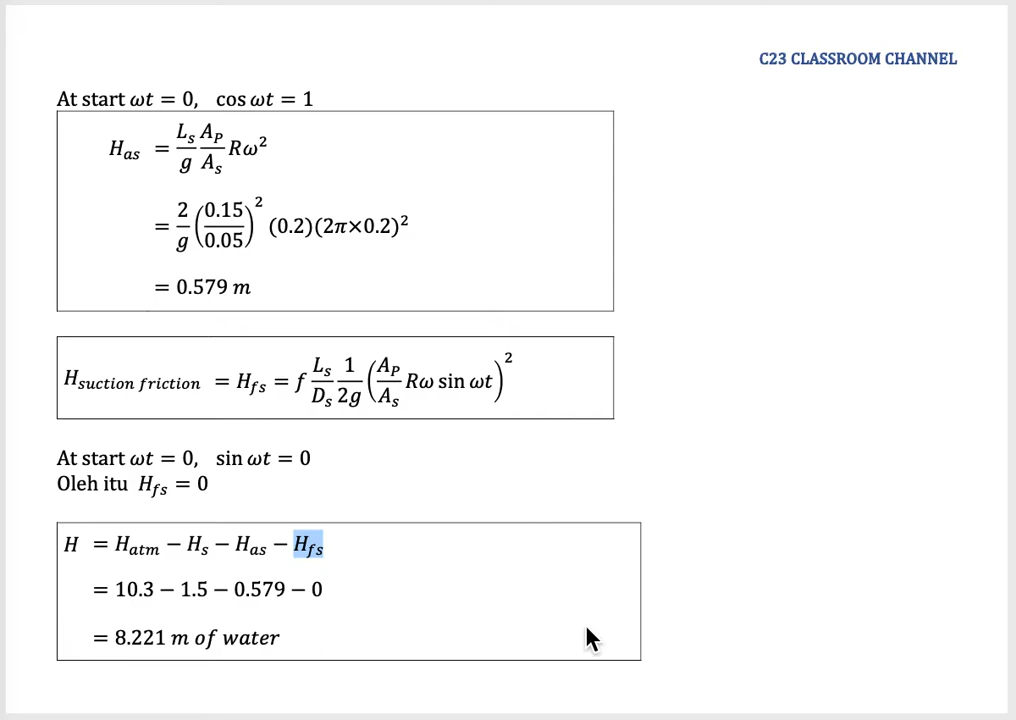 C23 CLASSROOM CHANNEL
At start ωt = 0, cos ωt = 1
H_as = (L_s/g) (A_P/A_s) Rω²
= (2/g) (0.15/0.05)² (0.2)(2π×0.2)²
= 0.579 m
H_suction friction = H_fs = f (L_s/D_s) (1/2g) ((A_P/A_s) Rω sin ωt)²
At start ωt = 0, sin ωt = 0
Oleh itu H_fs = 0
H = H_atm − H_s − H_as − H_fs
= 10.3 − 1.5 − 0.579 − 0
= 8.221 m of water